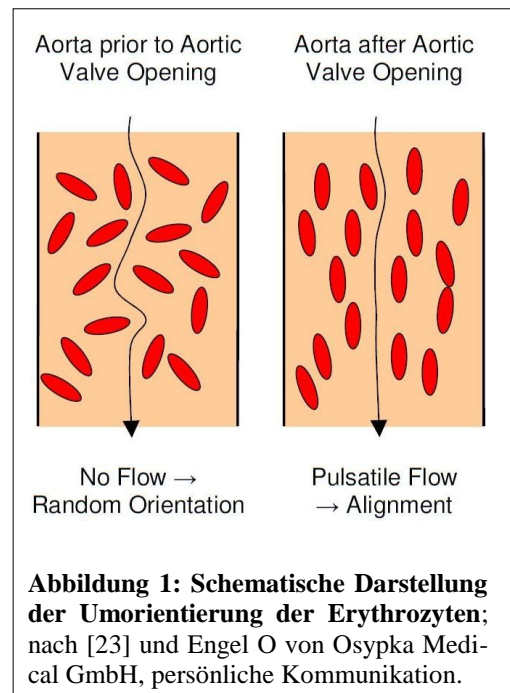 Aorta prior to Aortic
Valve Opening
Aorta after Aortic
Valve Opening
No Flow →
Random Orientation
Pulsatile Flow
→ Alignment
Abbildung 1: Schematische Darstellung
der Umorientierung der Erythrozyten;
nach [23] und Engel O von Osypka Medi-
cal GmbH, persönliche Kommunikation.